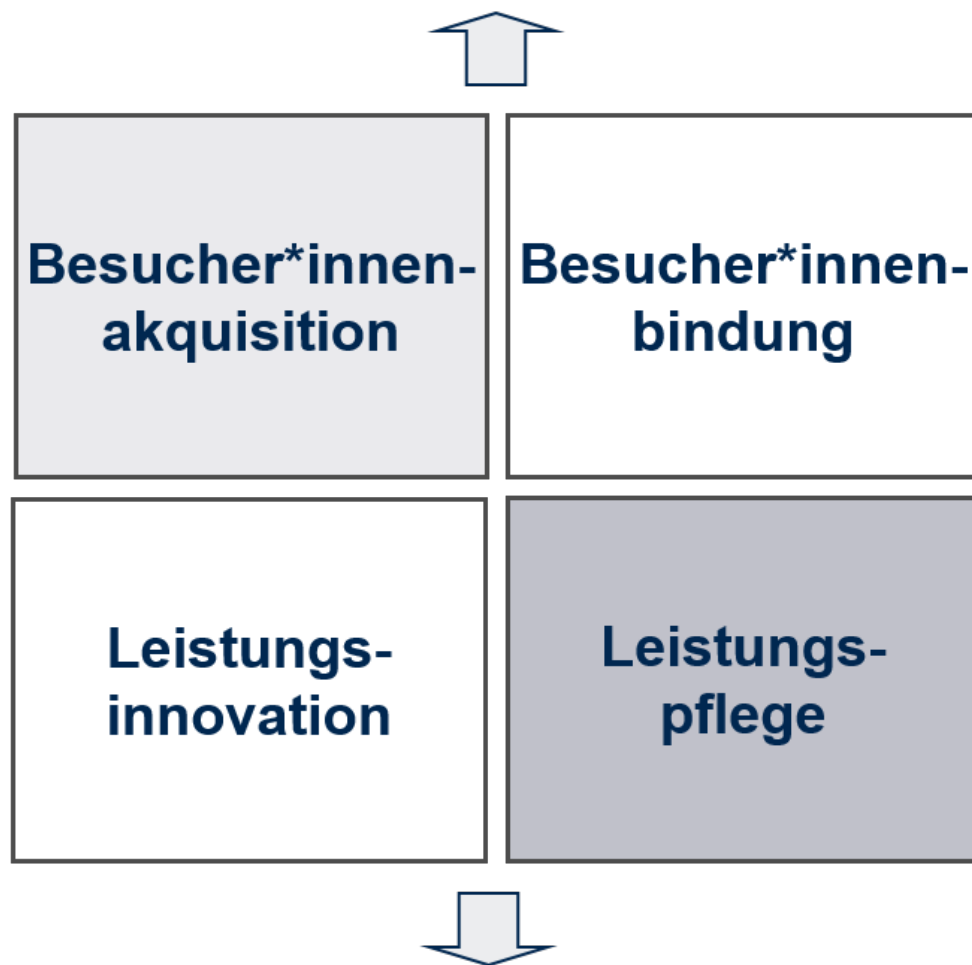 Besucher*innen-
akquisition
Besucher*innen-
bindung
Leistungs-
innovation
Leistungs-
pflege